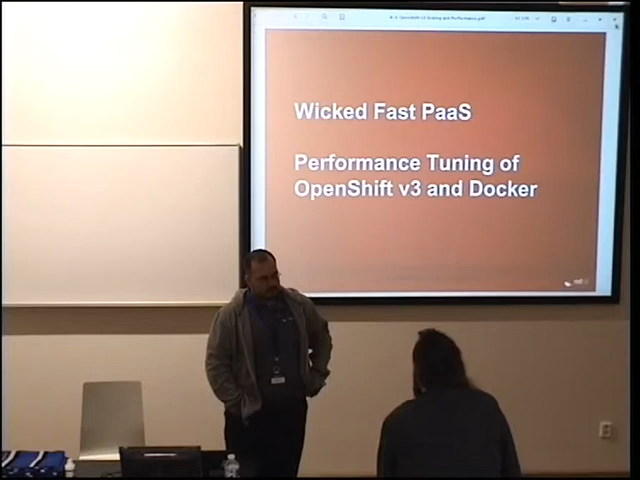 Wicked Fast PaaS
Performance Tuning of
OpenShift v3 and Docker